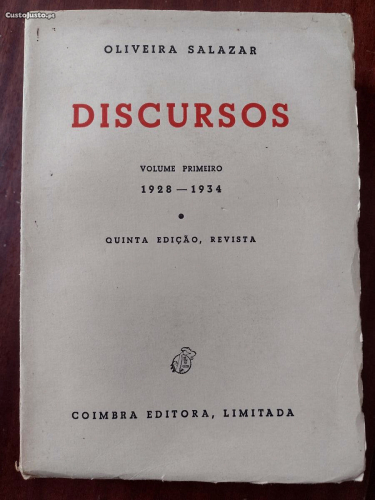 CustoJusto.pt
OLIVEIRA SALAZAR
DISCURSOS
VOLUME PRIMEIRO
1928 — 1934
QUINTA EDIÇÃO, REVISTA
COIMBRA EDITORA, LIMITADA